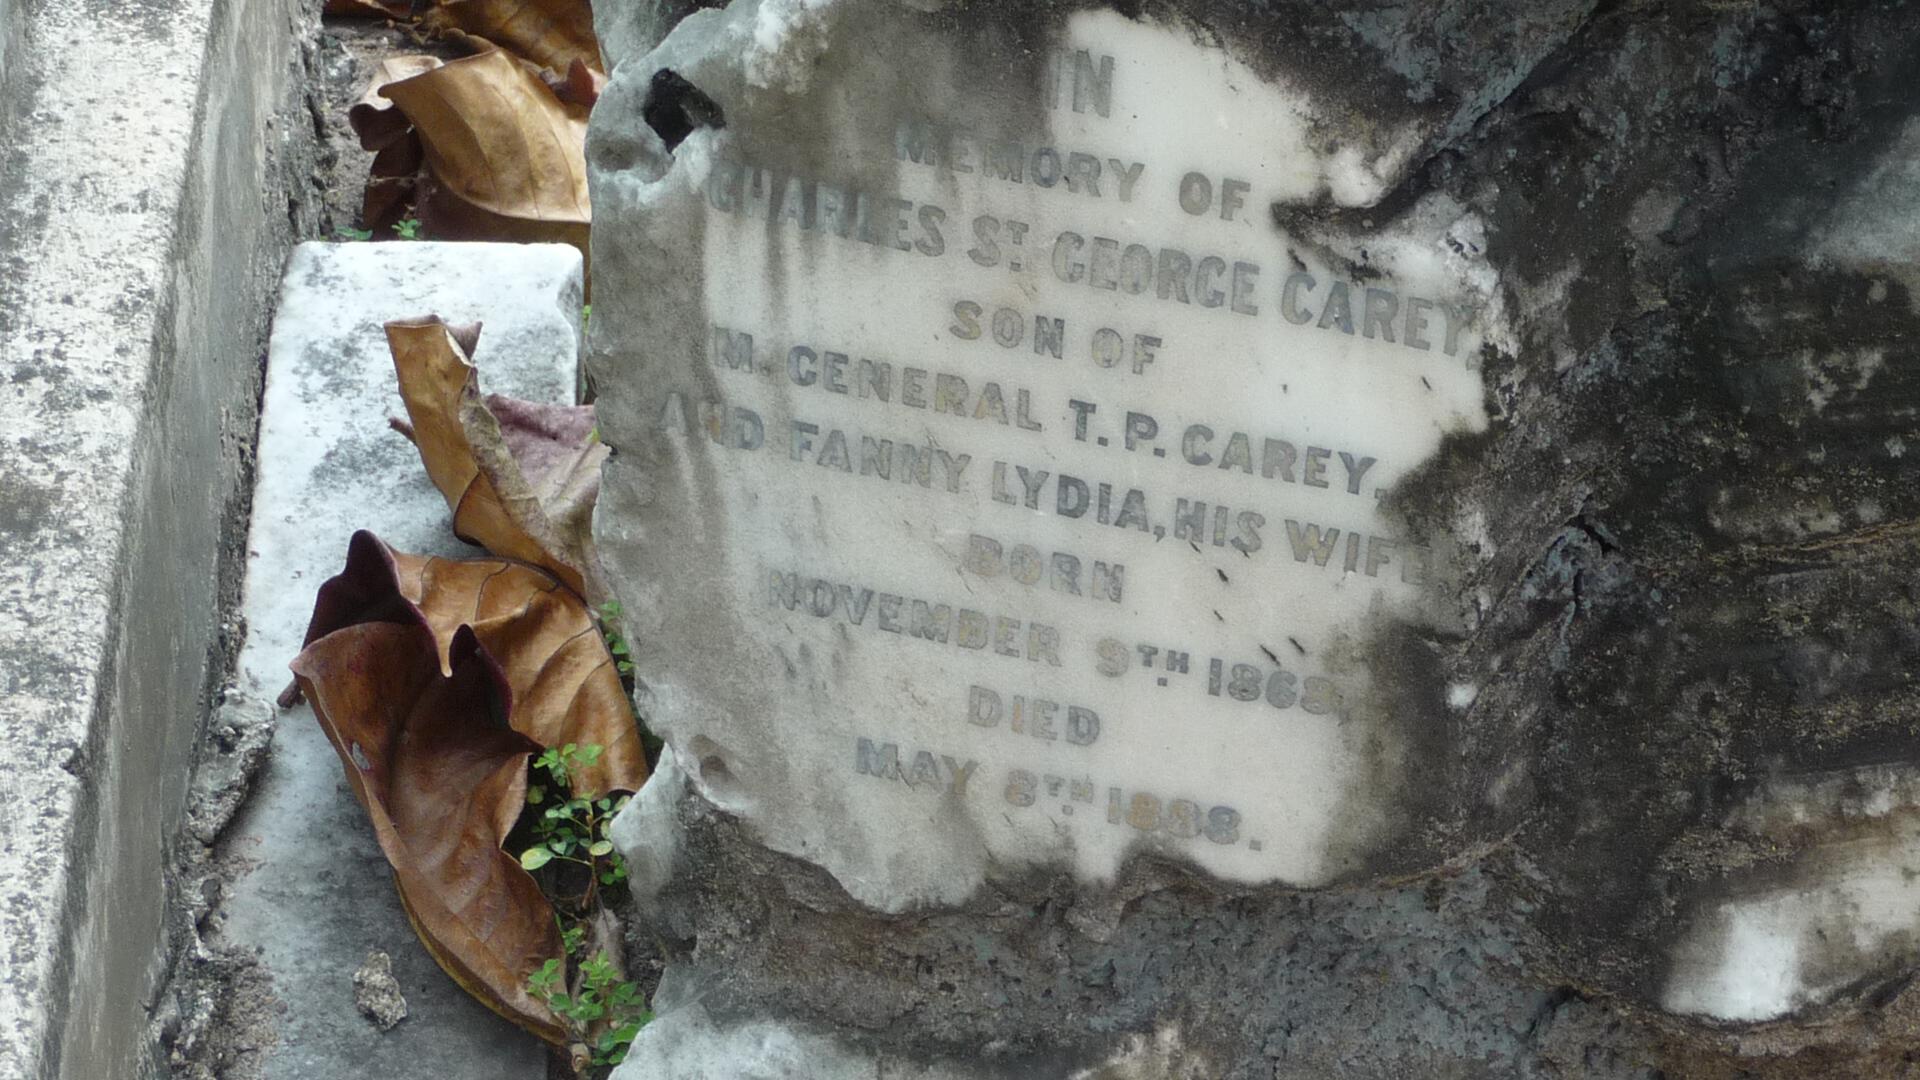 IN
MEMORY OF
CHARLES ST. GEORGE CAREY,
SON OF
M. GENERAL T. P. CAREY.
AND FANNY LYDIA, HIS WIFE
BORN
NOVEMBER 9TH 1868,
DIED
MAY 8TH 1888.